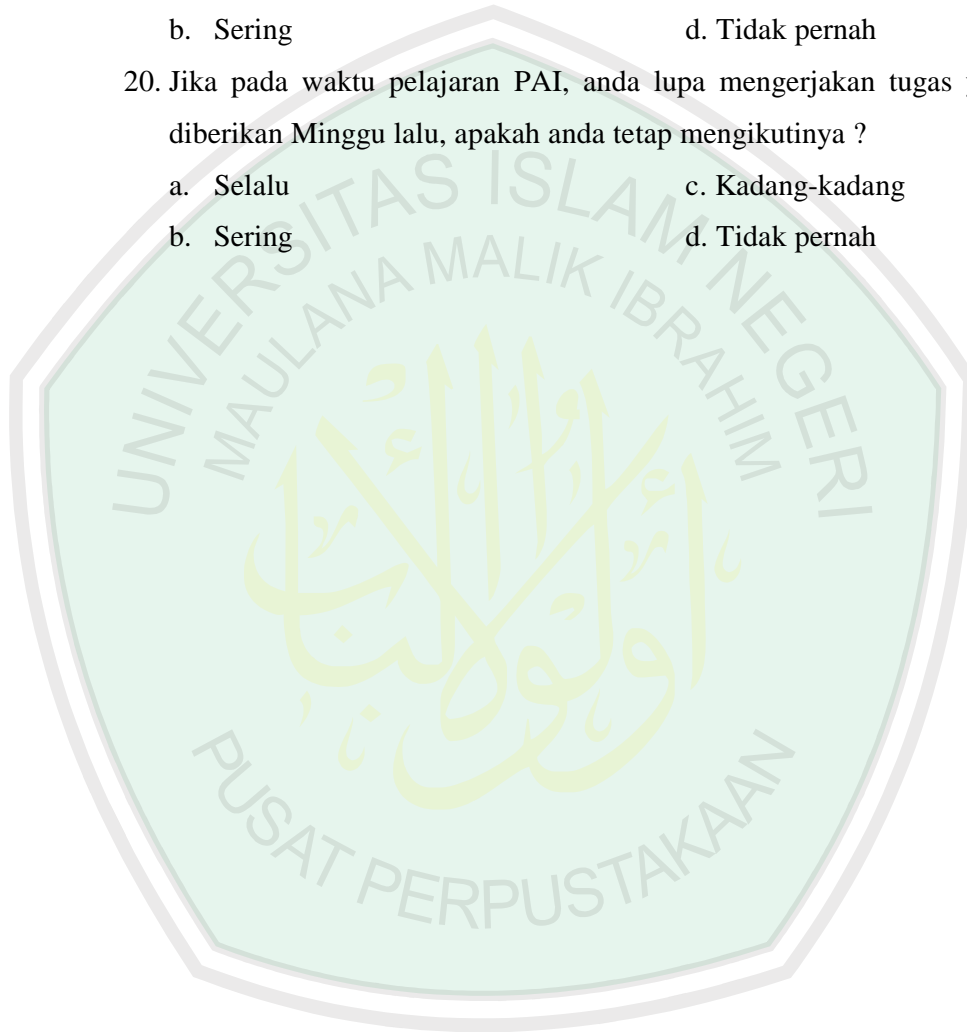 b. Sering d. Tidak pernah
20. Jika pada waktu pelajaran PAI, anda lupa mengerjakan tugas
diberikan Minggu lalu, apakah anda tetap mengikutinya ?
a. Selalu c. Kadang-kadang
b. Sering d. Tidak pernah
UNIVERSITAS ISLAM NEGERI
MAULANA MALIK IBRAHIM
PUSAT PERPUSTAKAAN